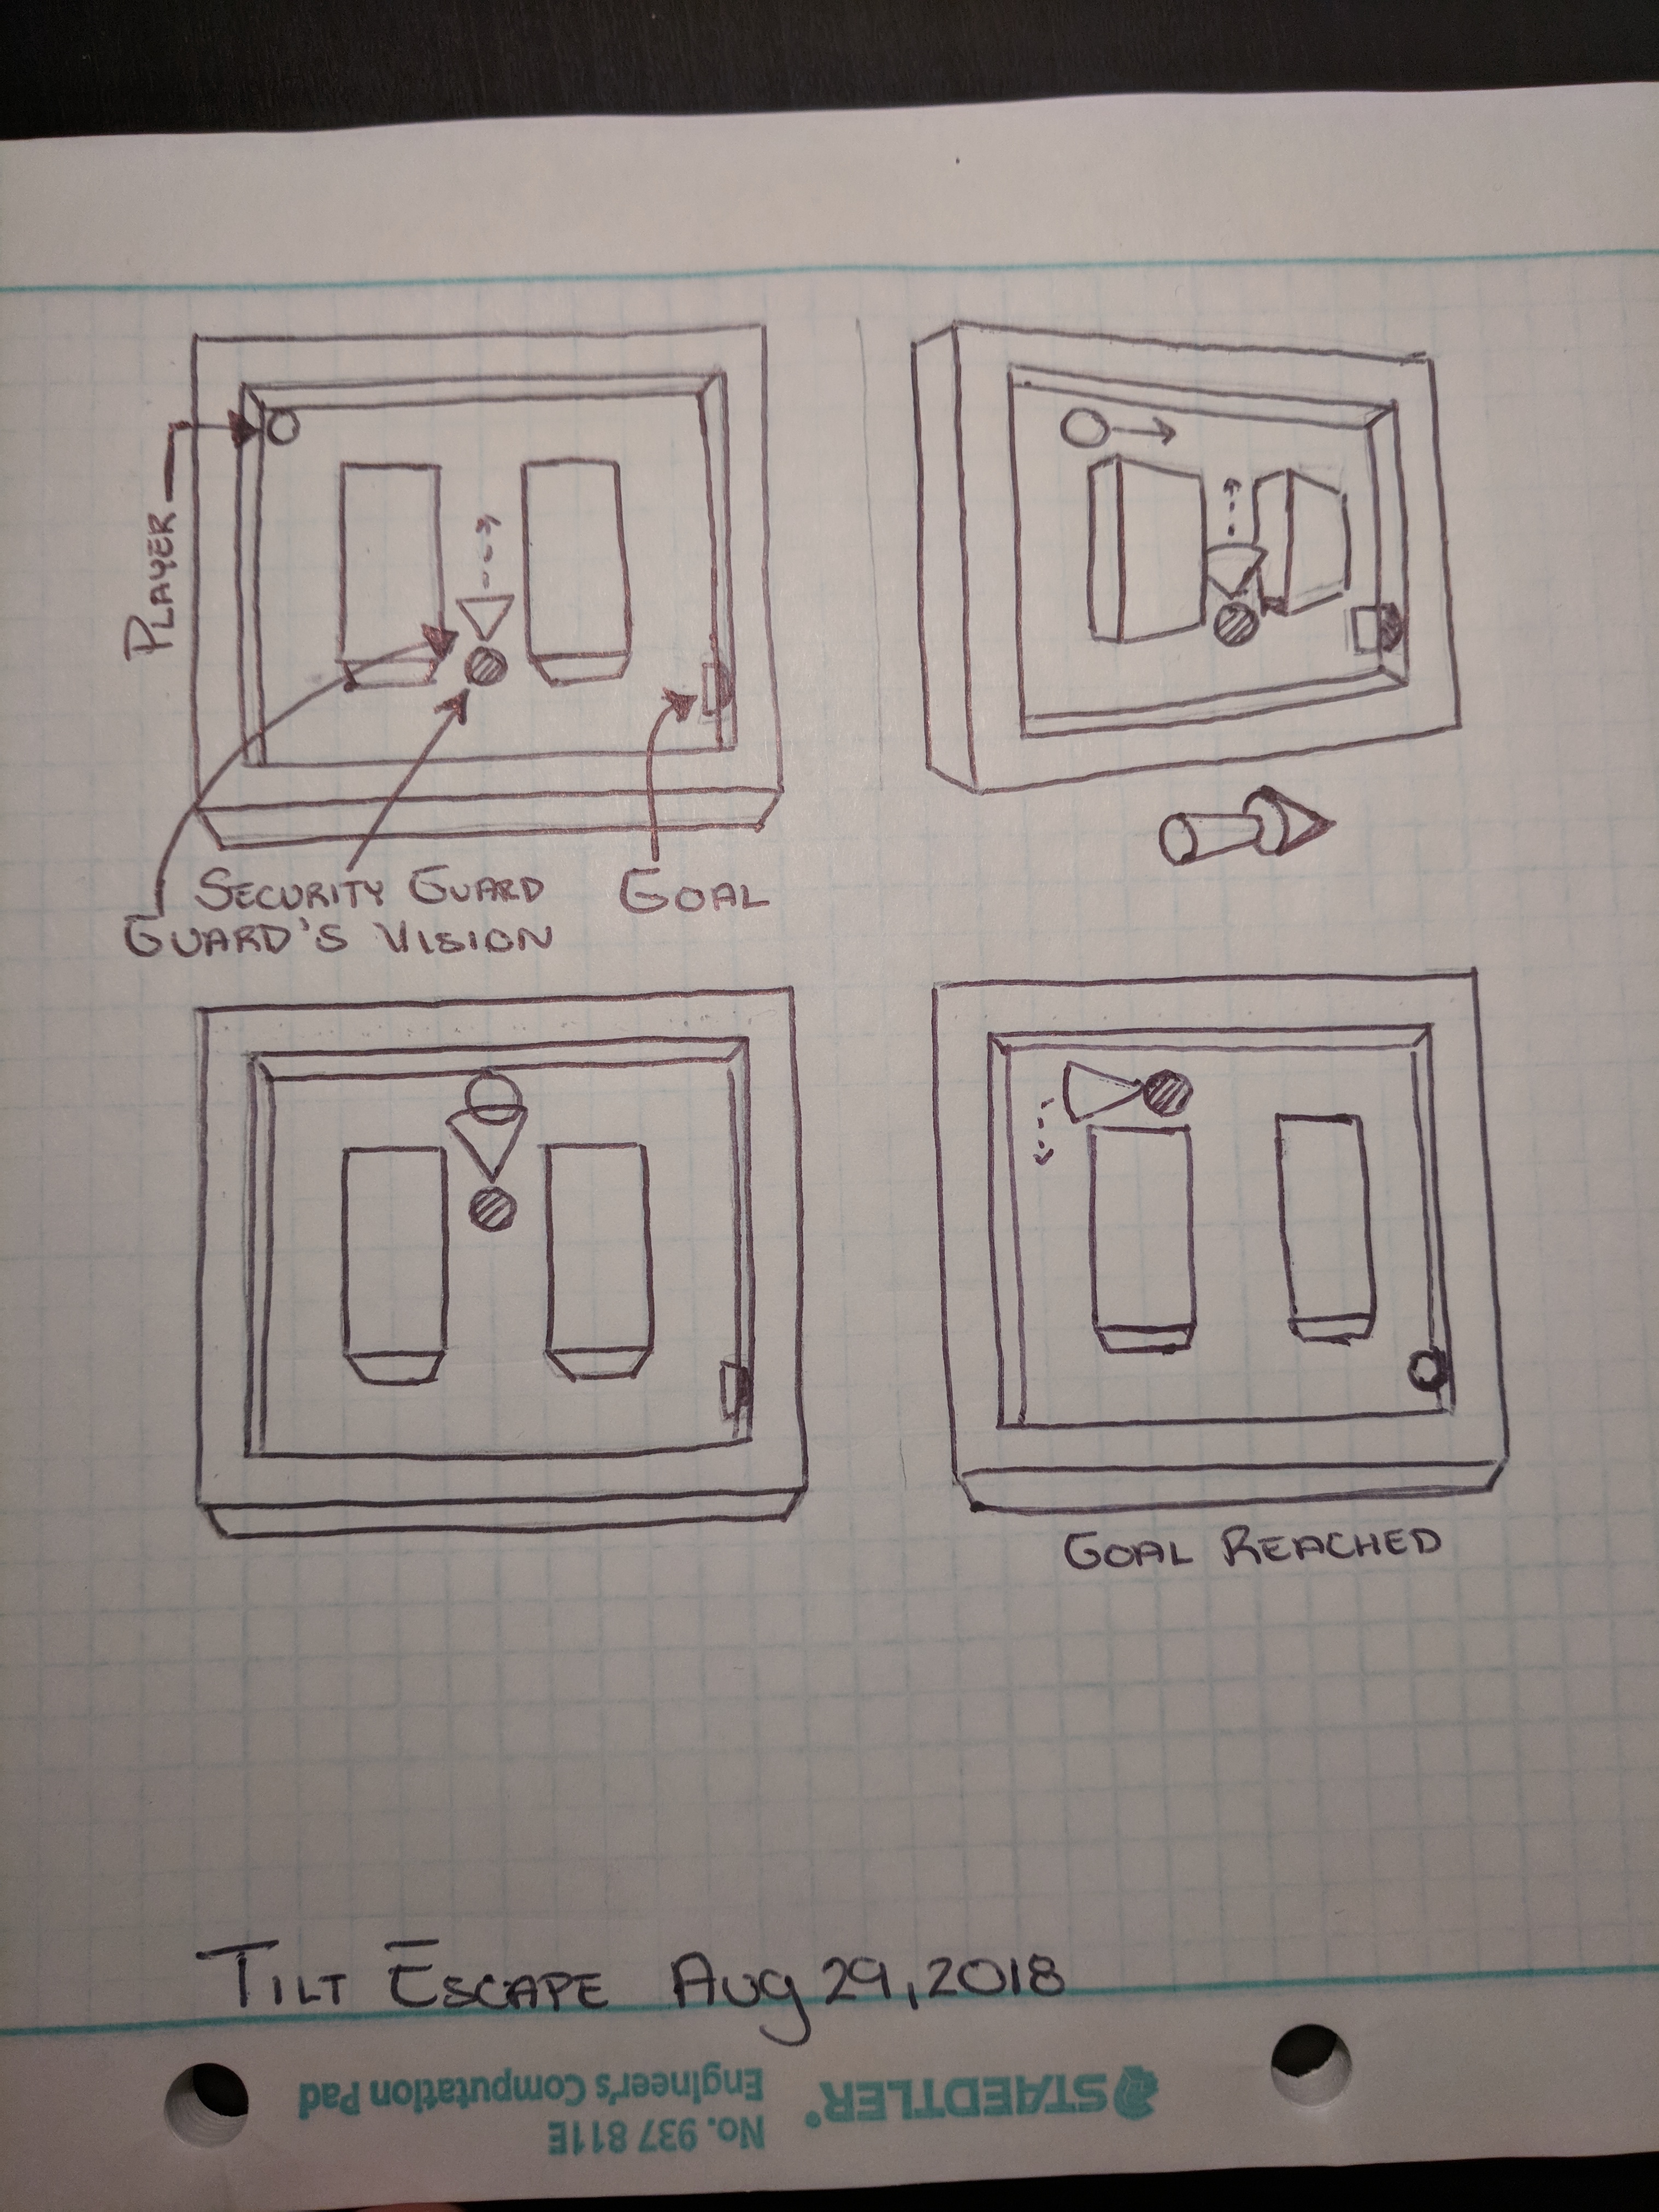 PLAYER
SECURITY GUARD
GUARD'S VISION
GOAL
GOAL REACHED
TILT ESCAPE Aug 29, 2018
STAEDTLER®
No. 937 811E
Engineer's Computation Pad